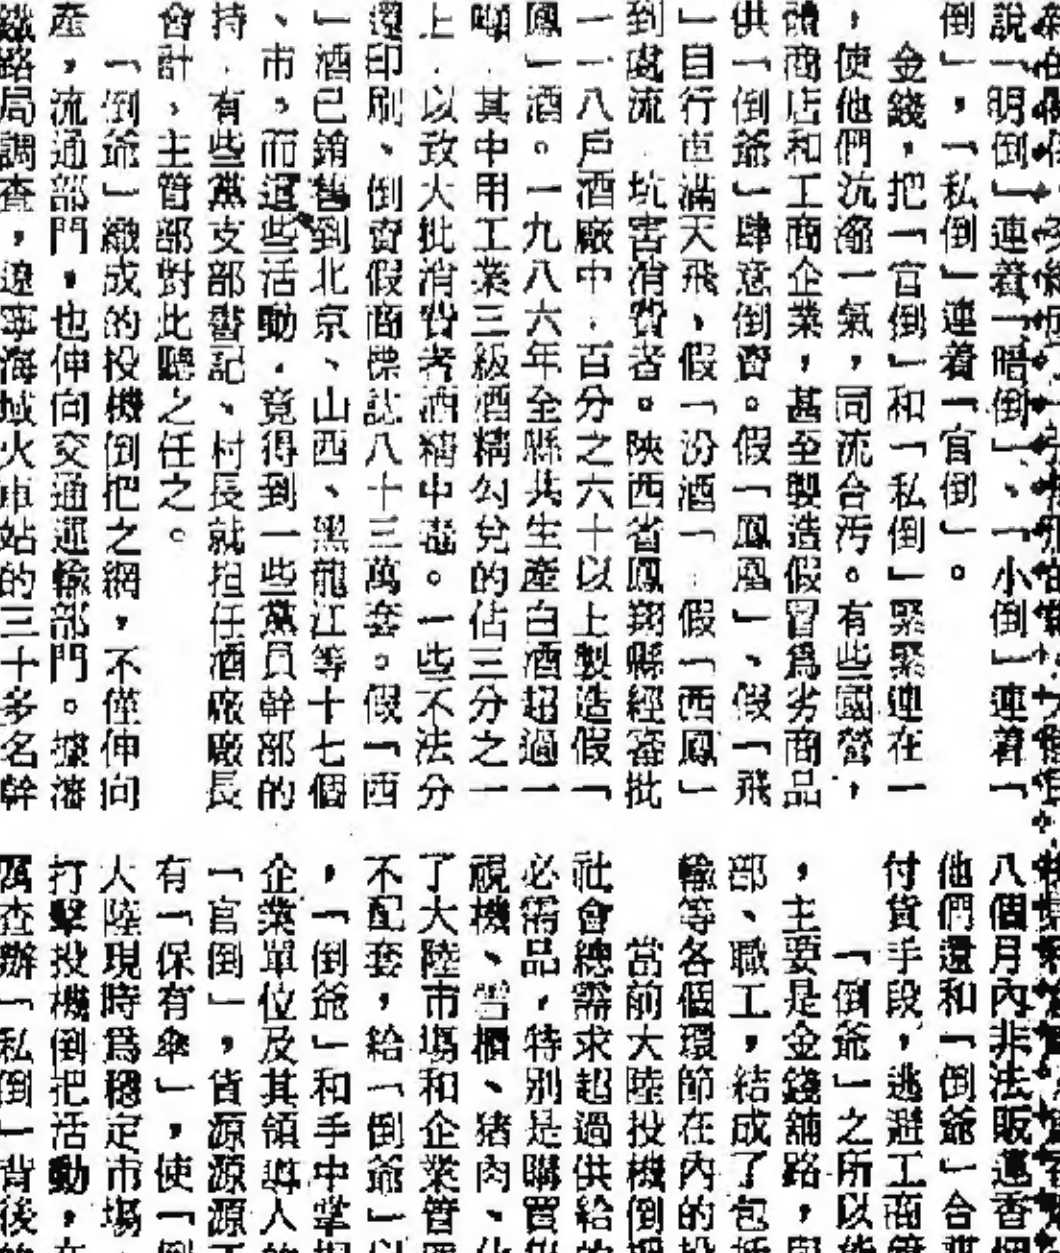 說「明倒」連着「暗倒」、「小倒」連着「
倒」，「私倒」連着「官倒」。
金錢，把「官倒」和「私倒」緊緊連在一
，使他們沆瀣一氣，同流合污。有些國營，
體商店和工商企業，甚至製造假冒爲劣商品
供「倒爺」肆意倒賣。假「鳳凰」、假「飛
」自行車滿天飛、假「汾酒「假「西鳳」
到處流 坑害消費者。陝西省鳳翔縣經審批
一一八戶酒廠中，百分之六十以上製造假「
鳳」酒。一九八六年全縣共生產白酒超過一
噸，其中用工業三級酒精勾兌的佔三分之一
上，以致大批消費者酒精中毒。一些不法分
還印刷、倒賣假商標誌八十三萬套。假「西
」酒已銷售到北京、山西、黑龍江等十七個
、市。而這些活動，竟得到一些黨員幹部的
持，有些黨支部書記、村長就担任酒廠廠長
會計、主管部對此聽之任之。
「倒爺」織成的投機倒把之網，不僅伸向
產，流通部門，也伸向交通運輸部門。據瀋
鐵路局調查，遼寧海域火車站的三十多名幹
八個月內非法販運香
他們還和「倒爺」合
付貨手段，逃避工商
「倒爺」之所以
，主要是金錢舖路，
部、職工，結成了包
輸等各個環節在內的
當前大陸投機倒
社會總需求超過供給
必需品，特別是購買
視機、雪櫃、豬肉、
了大陸市場和企業管
不配套，給「倒爺」以
，「倒爺」和手中掌
企業單位及其領導人
「官倒」，貨源源源
有「保有傘」，使「倒
大陸現時爲穩定市場，
打擊投機倒把活動，在
查辦「私倒」背後